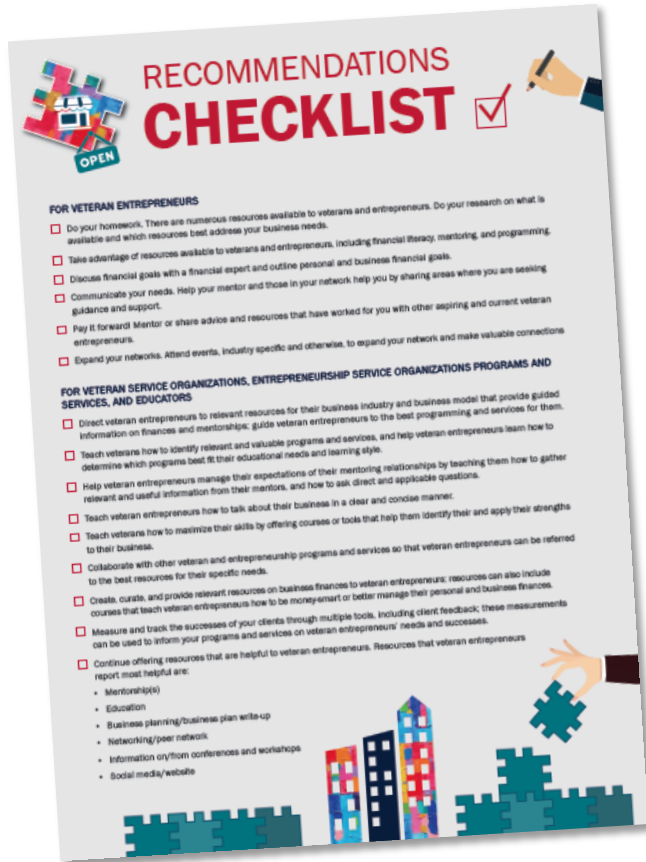 RECOMMENDATIONS
CHECKLIST
OPEN
FOR VETERAN ENTREPRENEURS
Do your homework. There are numerous resources available to veterans and entrepreneurs. Do your research on what is
available and which resources best address your business needs.
Take advantage of resources available to veterans and entrepreneurs, including financial literacy, mentoring, and programming.
Discuss financial goals with a financial expert and outline personal and business financial goals.
Communicate your needs. Help your mentor and those in your network help you by sharing areas where you are seeking
guidance and support.
Pay it forward! Mentor or share advice and resources that have worked for you with other aspiring and current veteran
entrepreneurs.
Expand your networks. Attend events, industry specific and otherwise, to expand your network and make valuable connections
FOR VETERAN SERVICE ORGANIZATIONS, ENTREPRENEURSHIP SERVICE ORGANIZATIONS PROGRAMS AND
SERVICES, AND EDUCATORS
Direct veteran entrepreneurs to relevant resources for their business industry and business model that provide guided
information on finances and mentorships; guide veteran entrepreneurs to the best programming and services for them.
Teach veterans how to identify relevant and valuable programs and services, and help veteran entrepreneurs learn how to
determine which programs best fit their educational needs and learning style.
Help veteran entrepreneurs manage their expectations of their mentoring relationships by teaching them how to gather
relevant and useful information from their mentors, and how to ask direct and applicable questions.
Teach veteran entrepreneurs how to talk about their business in a clear and concise manner.
Teach veterans how to maximize their skills by offering courses or tools that help them identify their and apply their strengths
to their business.
Collaborate with other veteran and entrepreneurship programs and services so that veteran entrepreneurs can be referred
to the best resources for their specific needs.
Create, curate, and provide relevant resources on business finances to veteran entrepreneurs; resources can also include
courses that teach veteran entrepreneurs how to be money-smart or better manage their personal and business finances.
Measure and track the successes of your clients through multiple tools, including client feedback; these measurements
can be used to inform your programs and services on veteran entrepreneurs' needs and successes.
Continue offering resources that are helpful to veteran entrepreneurs. Resources that veteran entrepreneurs
report most helpful are:
• Mentorship(s)
• Education
• Business planning/business plan write-up
• Networking/peer network
• Information on/from conferences and workshops
• Social media/website